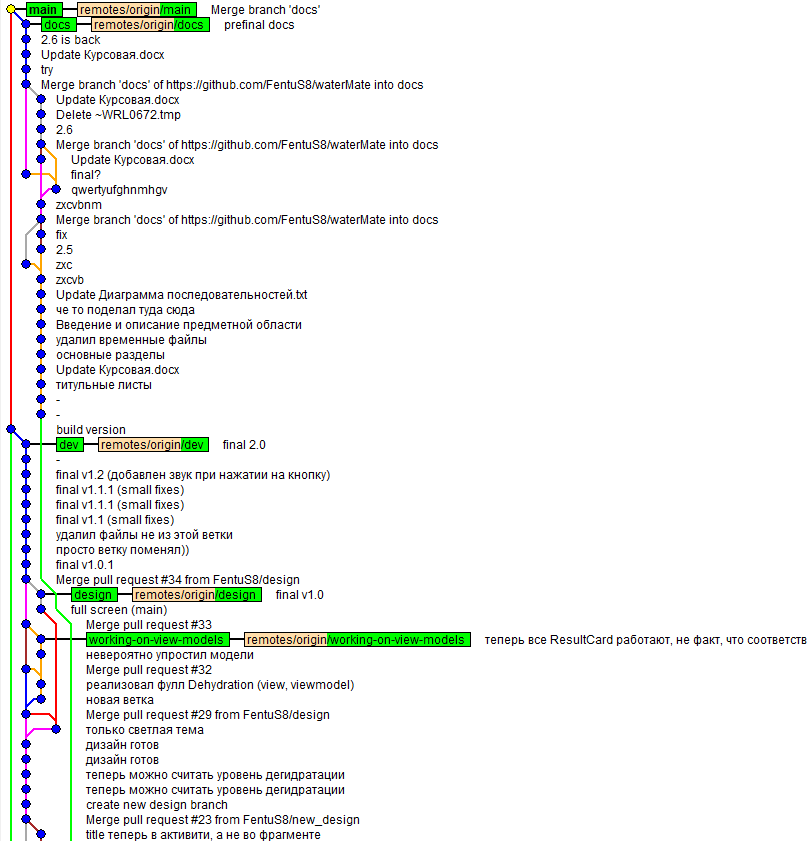 main remotes/origin/main Merge branch 'docs'
docs remotes/origin/docs prefinal docs
2.6 is back
Update Курсовая.docx
try
Merge branch 'docs' of https://github.com/FentuS8/waterMate into docs
Update Курсовая.docx
Delete ~WRL0672.tmp
2.6
Merge branch 'docs' of https://github.com/FentuS8/waterMate into docs
Update Курсовая.docx
final?
qwertyufghnmhgv
zxcvbnm
Merge branch 'docs' of https://github.com/FentuS8/waterMate into docs
fix
2.5
zxc
zxcvb
Update Диаграмма последовательностей.txt
че то поделал туда сюда
Введение и описание предметной области
удалил временные файлы
основные разделы
Update Курсовая.docx
титульные листы
-
-
build version
dev remotes/origin/dev final 2.0
-
final v1.2 (добавлен звук при нажатии на кнопку)
final v1.1.1 (small fixes)
final v1.1.1 (small fixes)
final v1.1 (small fixes)
удалил файлы не из этой ветки
просто ветку поменял))
final v1.0.1
Merge pull request #34 from FentuS8/design
design remotes/origin/design final v1.0
full screen (main)
Merge pull request #33
working-on-view-models remotes/origin/working-on-view-models теперь все ResultCard работают, не факт, что соответств
невероятно упростил модели
Merge pull request #32
реализовал фулл Dehydration (view, viewmodel)
новая ветка
Merge pull request #29 from FentuS8/design
только светлая тема
дизайн готов
дизайн готов
теперь можно считать уровень дегидратации
теперь можно считать уровень дегидратации
create new design branch
Merge pull request #23 from FentuS8/new_design
title теперь в активити, а не во фрагменте